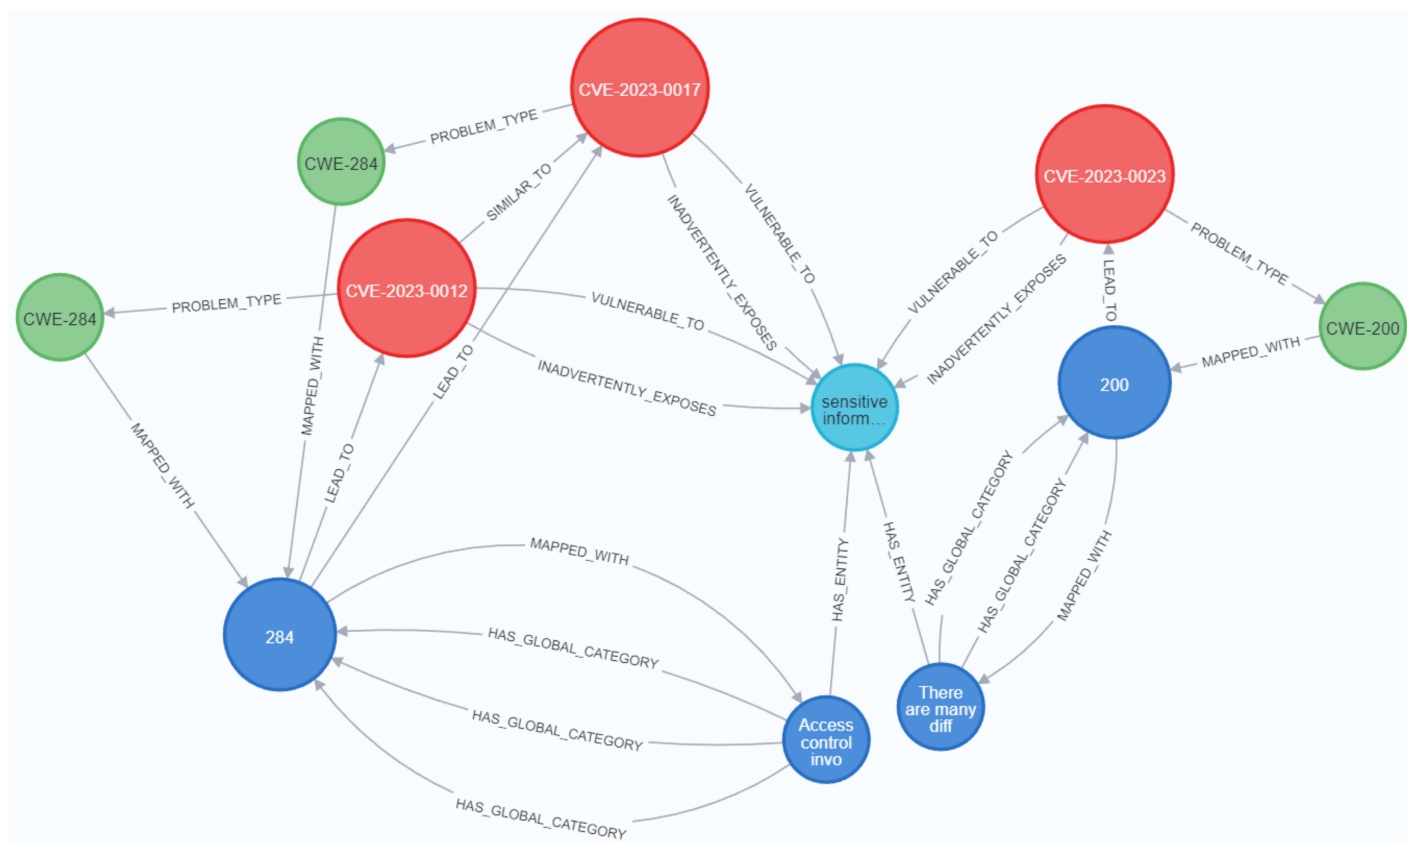 CVE-2023-0017
PROBLEM_TYPE
CWE-284
SIMILAR_TO
INADVERTENTLY_EXPOSES
VULNERABLE_TO
CVE-2023-0023
PROBLEM_TYPE
VULNERABLE_TO
INADVERTENTLY_EXPOSES
LEAD_TO
CWE-200
MAPPED_WITH
200
CVE-2023-0012
PROBLEM_TYPE
CWE-284
VULNERABLE_TO
INADVERTENTLY_EXPOSES
sensitive
inform...
MAPPED_WITH
LEAD_TO
LEAD_TO
MAPPED_WITH
284
MAPPED_WITH
HAS_GLOBAL_CATEGORY
HAS_GLOBAL_CATEGORY
HAS_GLOBAL_CATEGORY
HAS_ENTITY
HAS_ENTITY
HAS_GLOBAL_CATEGORY
HAS_GLOBAL_CATEGORY
MAPPED_WITH
Access
control
invo
There
are many
diff